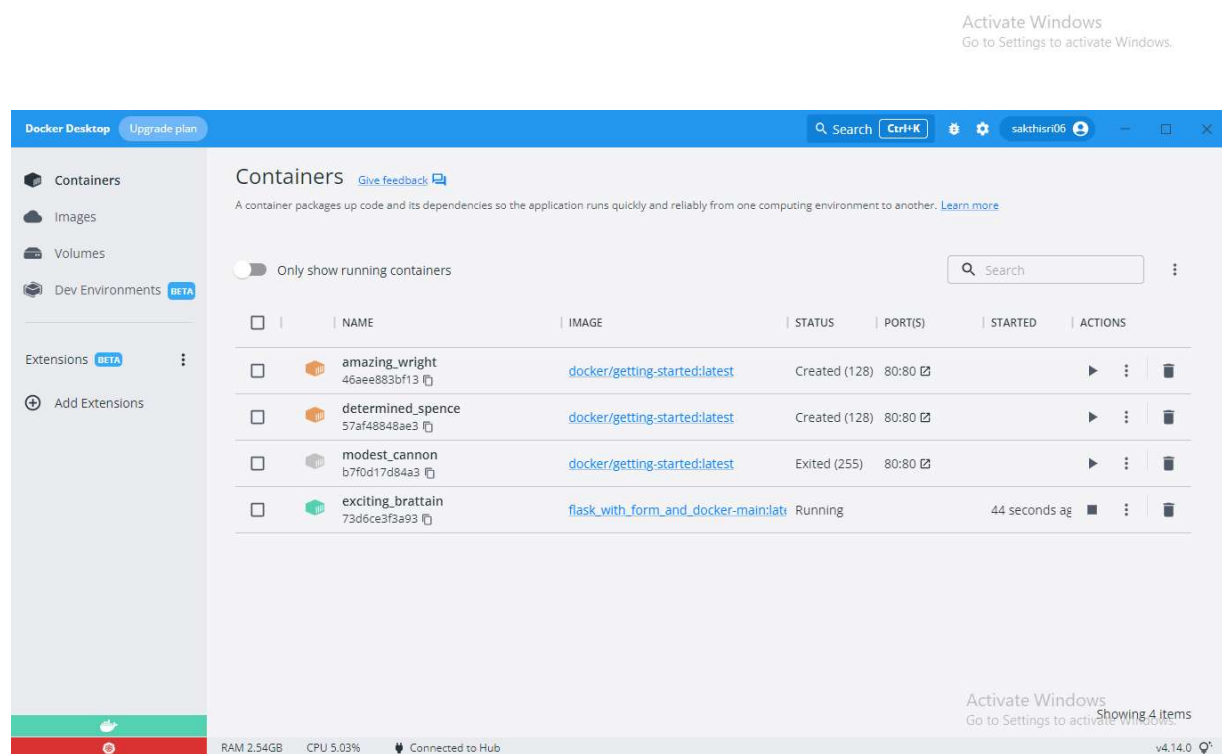 Activate Windows
Go to Settings to activate Windows.
Docker Desktop Upgrade plan Search Ctrl+K sakthisri06
Containers
Images
Volumes
Dev Environments BETA
Extensions BETA
Add Extensions
Containers Give feedback
A container packages up code and its dependencies so the application runs quickly and reliably from one computing environment to another. Learn more
Only show running containers Search
NAME IMAGE STATUS PORT(S) STARTED ACTIONS
amazing_wright docker/getting-started:latest Created (128) 80:80
46aee883bf13
determined_spence docker/getting-started:latest Created (128) 80:80
57af48848ae3
modest_cannon docker/getting-started:latest Exited (255) 80:80
b7f0d17d84a3
exciting_brattain flask_with_form_and_docker-main:late Running 44 seconds ag
73d6ce3f3a93
Activate Windows
Go to Settings to activate Windows.
Showing 4 items
RAM 2.54GB CPU 5.03% Connected to Hub v4.14.0